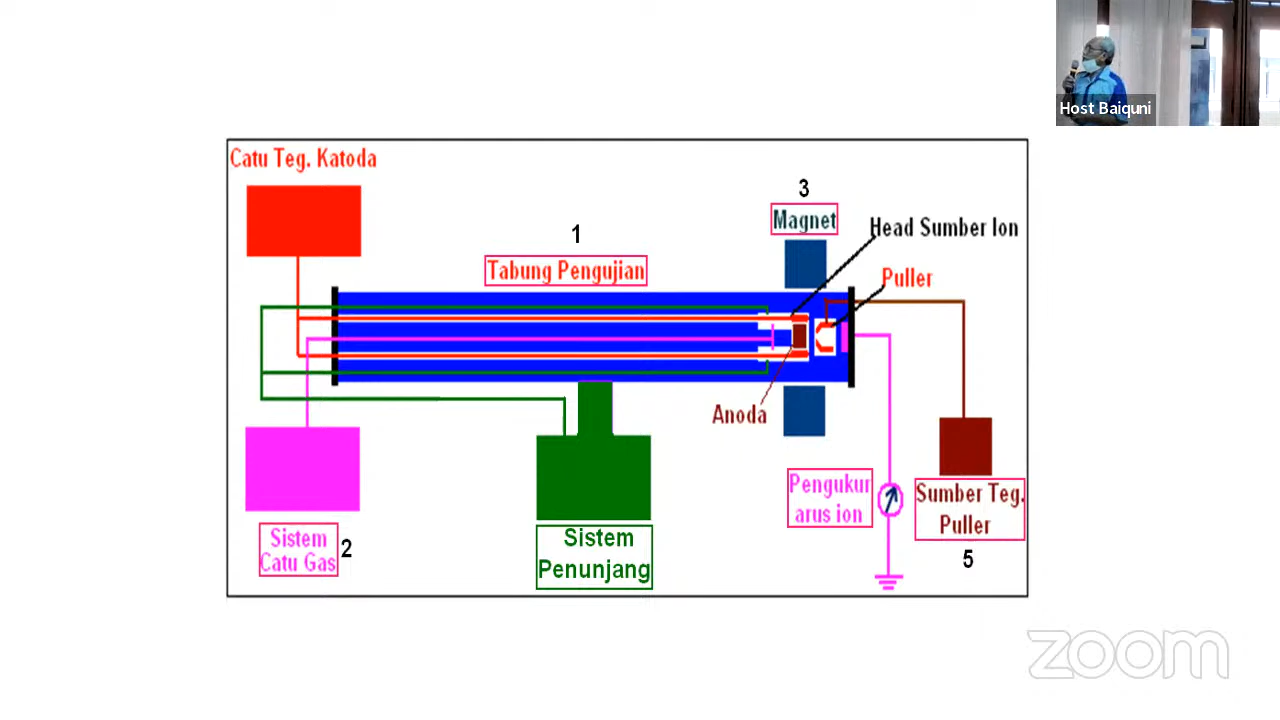 Host Baiquni
Catu Teg. Katoda
1
Tabung Pengujian
3
Magnet
Head Sumber Ion
Puller
Anoda
Sistem
Catu Gas
2
Sistem
Penunjang
Pengukur
arus ion
Sumber Teg.
Puller
5
zoom